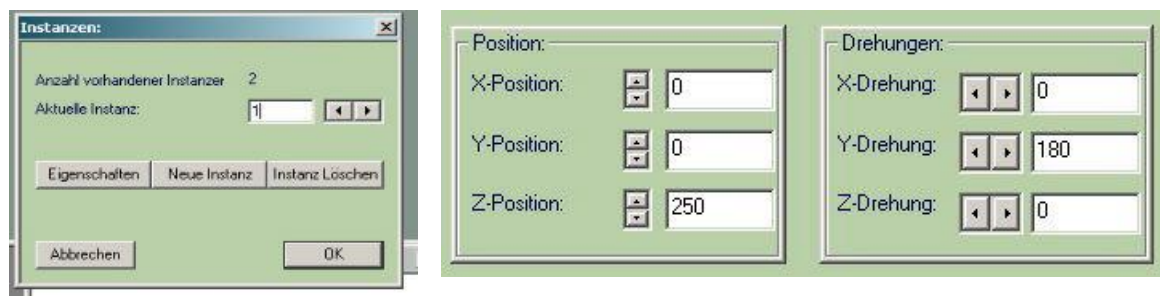 Instanzen:
Anzahl vorhandener Instanzer 2
Aktuelle Instanz: 1
Eigenschaften Neue Instanz Instanz Löschen
Abbrechen OK
Position:
X-Position: 0
Y-Position: 0
Z-Position: 250
Drehungen:
X-Drehung: 0
Y-Drehung: 180
Z-Drehung: 0